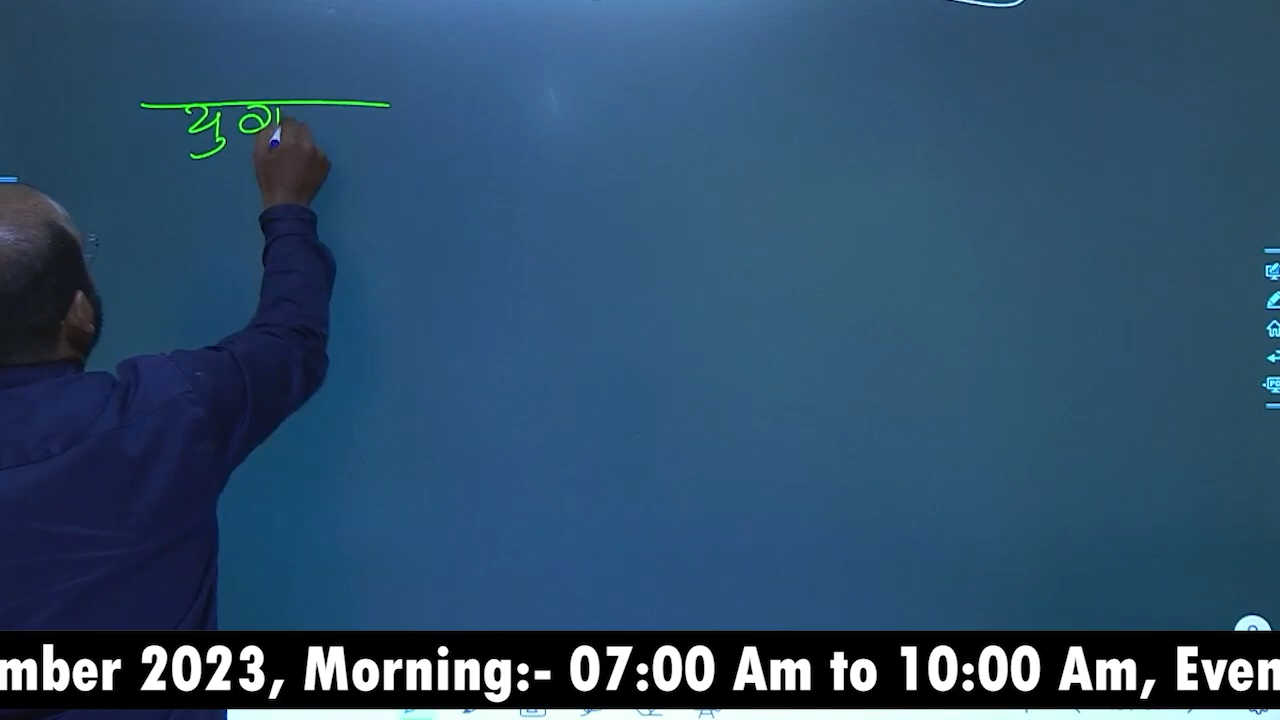 युग
mber 2023, Morning:- 07:00 Am to 10:00 Am, Even